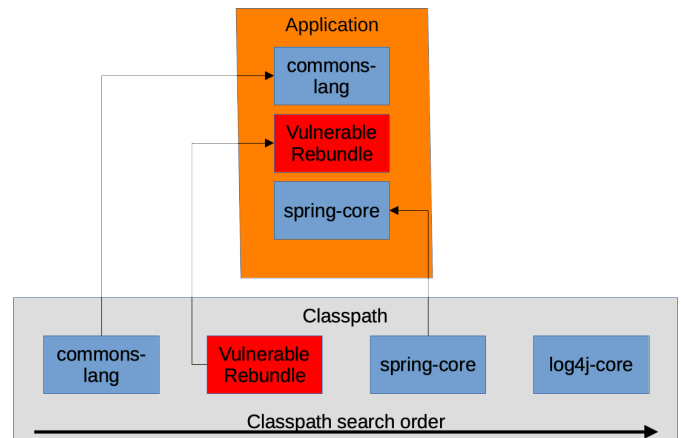 Application
commons-
lang
Vulnerable
Rebundle
spring-core
Classpath
commons-
lang
Vulnerable
Rebundle
spring-core
log4j-core
Classpath search order